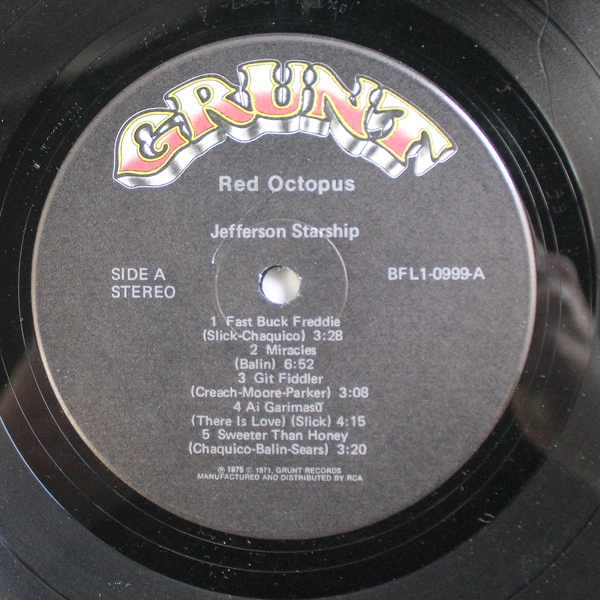 GRUNT
Red Octopus
Jefferson Starship
SIDE A
STEREO
BFL1-0999-A
1 Fast Buck Freddie
(Slick-Chaquico) 3:28
2 Miracles
(Balin) 6:52
3 Git Fiddler
(Creach-Moore-Parker) 3:08
4 Ai Garimasū
(There Is Love) (Slick) 4:15
5 Sweeter Than Honey
(Chaquico-Balin-Sears) 3:20
℗ 1975 © 1971, GRUNT RECORDS
MANUFACTURED AND DISTRIBUTED BY RCA